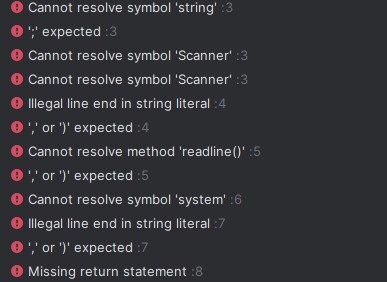 Cannot resolve symbol 'string' :3
';' expected :3
Cannot resolve symbol 'Scanner' :3
Cannot resolve symbol 'Scanner' :3
Illegal line end in string literal :4
',' or ')' expected :4
Cannot resolve method 'readline()' :5
',' or ')' expected :5
Cannot resolve symbol 'system' :6
Illegal line end in string literal :7
',' or ')' expected :7
Missing return statement :8